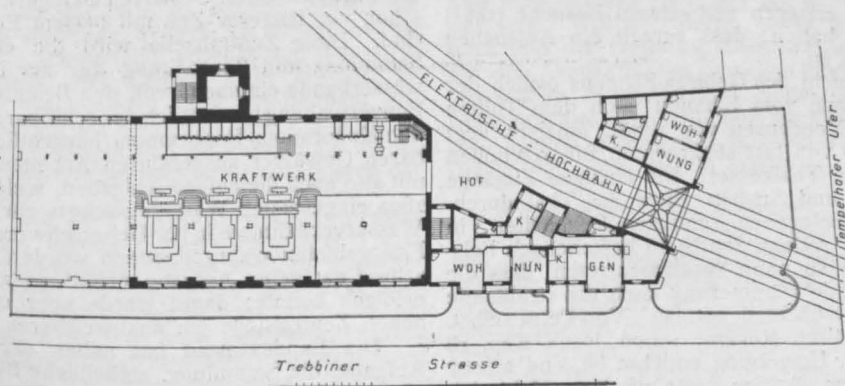 ELEKTRISCHE - HOCHBAHN
KRAFTWERK
HOF
K.
WOH
NUNG
K
WOH
NUN
K.
GEN
Tempelhofer Ufer
Trebbiner Strasse